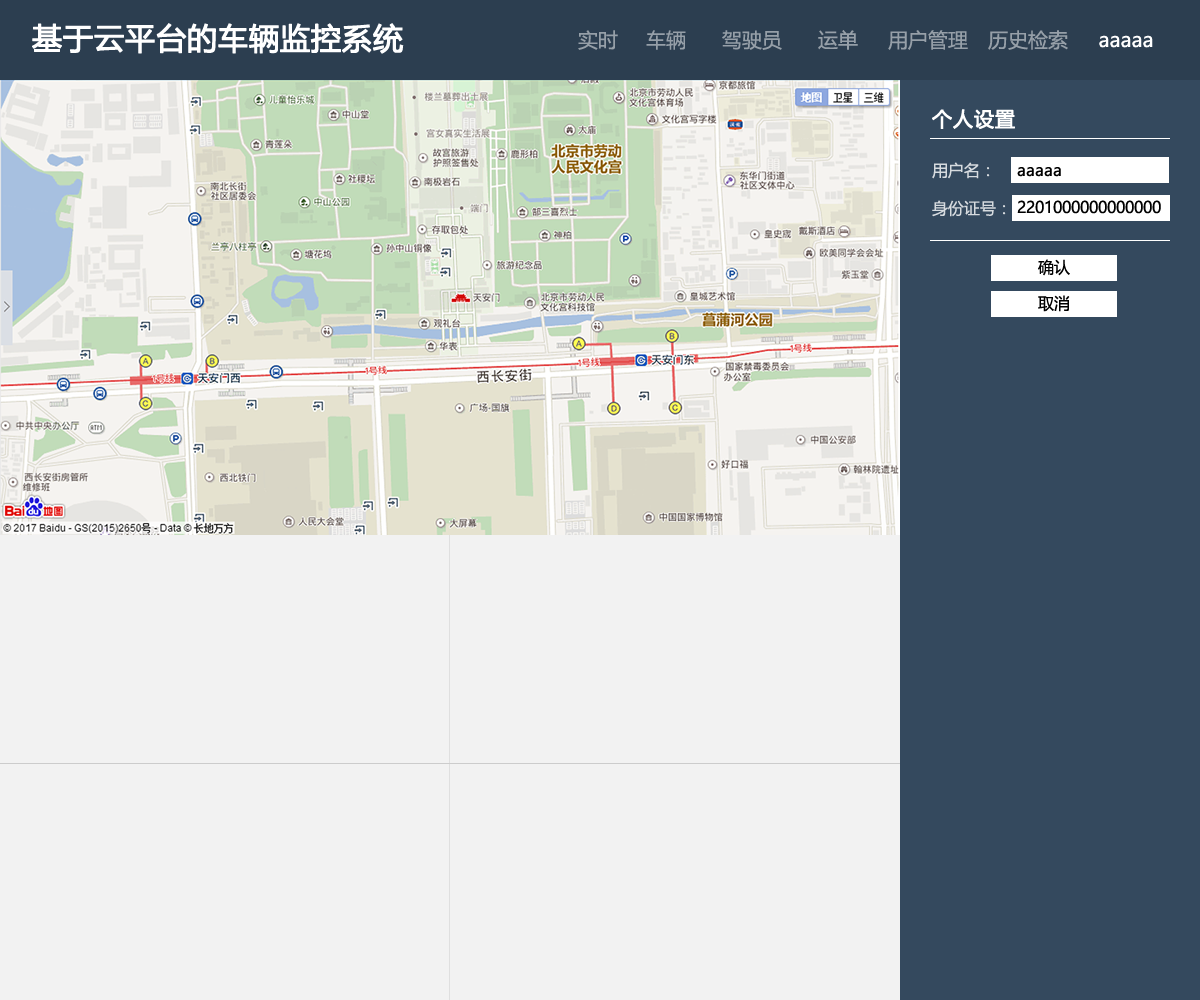 基于云平台的车辆监控系统
实时 车辆 驾驶员 运单 用户管理 历史检索 aaaaa
个人设置
用户名：
aaaaa
身份证号：
2201000000000000
确认
取消
地图 卫星 三维
儿童怡乐城
中山堂
青莲朵
楼兰墓葬出土展
宫女真实生活展
故宫旅游
护照签售处
鹿形柏
南极岩石
社稷坛
中山公园
南北长街
社区居委会
端门
存取包处
兰亭八柱亭
塘花坞
孙中山铜像
旅游纪念品
北京市劳动人民
文化宫体育场
京都旅馆
文化宫写字楼
太庙
北京市劳动
人民文化宫
东华门街道
社区文体中心
郜三喜烈士
神柏
皇史宬
戴斯酒店
欧美同学会会址
紫玉堂
天安门
北京市劳动人民
文化宫科技馆
皇城艺术馆
菖蒲河公园
观礼台
华表
A
B
C
1号线
天安门西
1号线
西长安街
A
B
1号线
天安门东
1号线
D
C
国家禁毒委员会
办公室
中共中央办公厅
广场-国旗
中国公安部
好口福
翰林院遗址
西长安街房管所
维修班
西北铁门
人民大会堂
大屏幕
中国国家博物馆
Bai du 地图
© 2017 Baidu - GS(2015)2650号 - Data © 长地万方